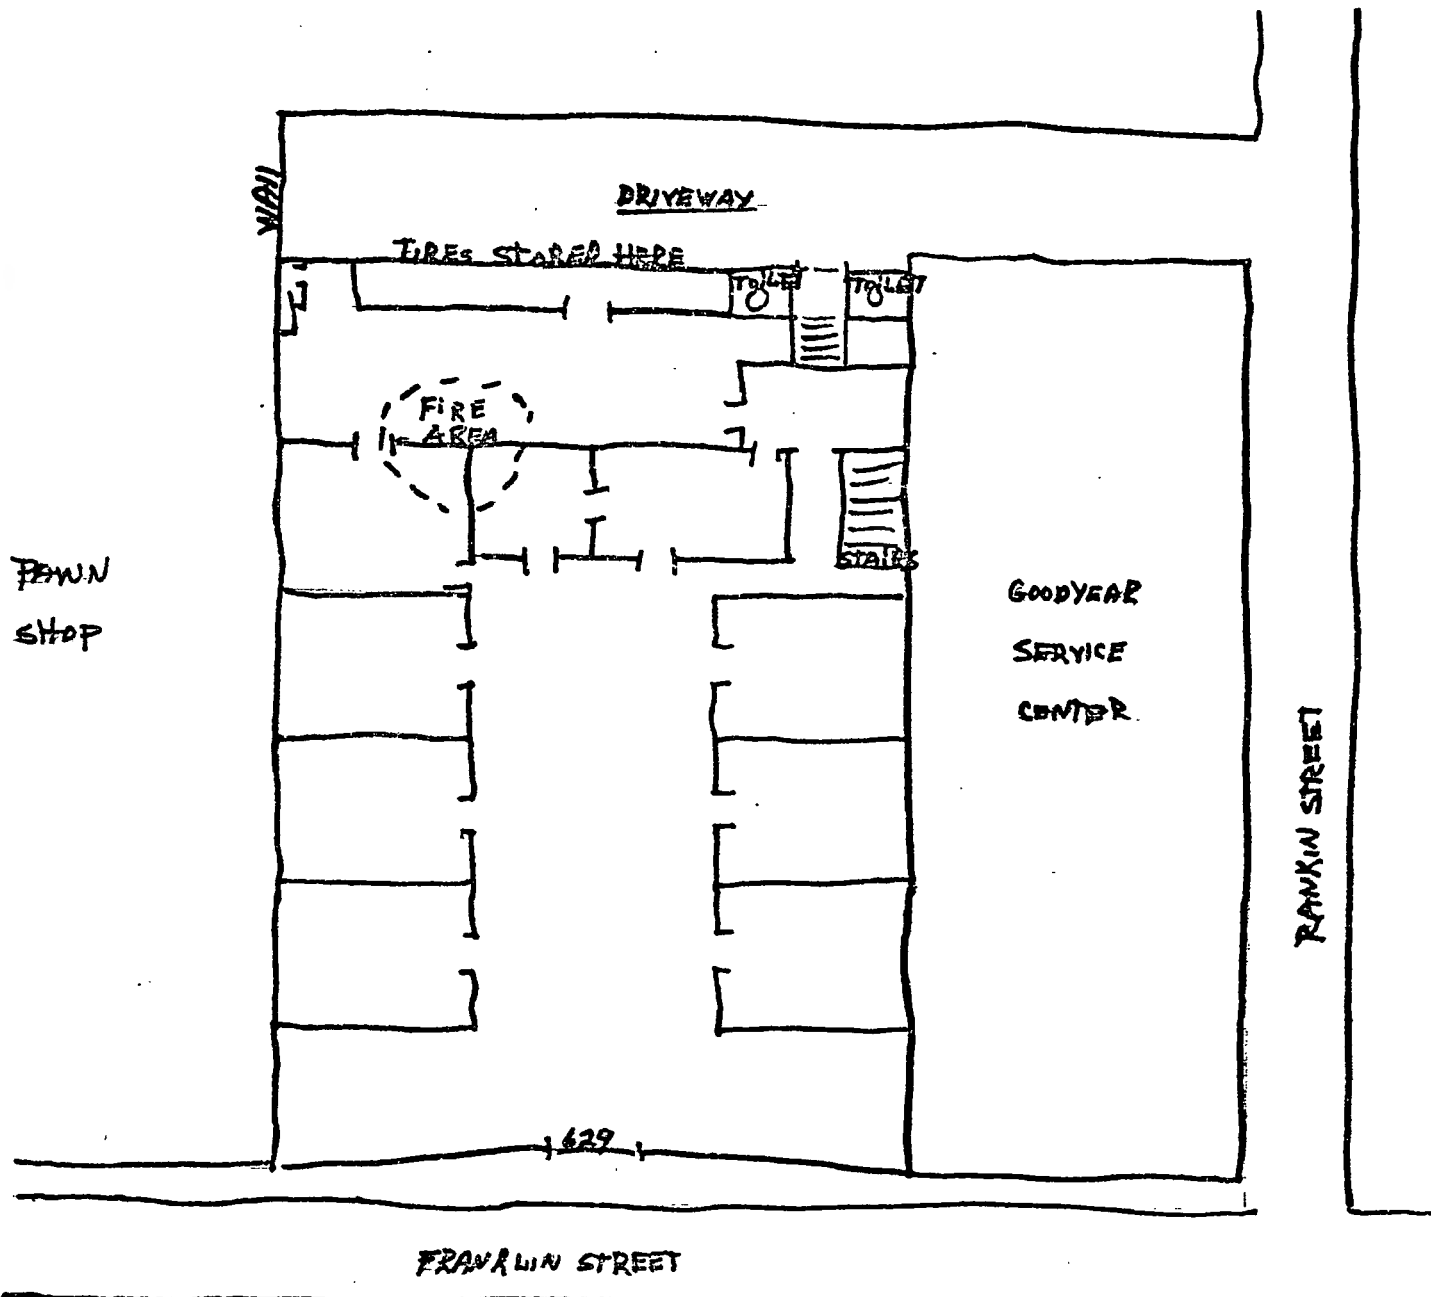 WAll
DRIVEWAY
TIRES STORED HERE
TOiLET
TOiLET
FiRE
AREA
STAIRS
PAWN
SHOP
GOODYEAR
SERVICE
CENTER
RANKIN STREET
629
FRANKLIN STREET